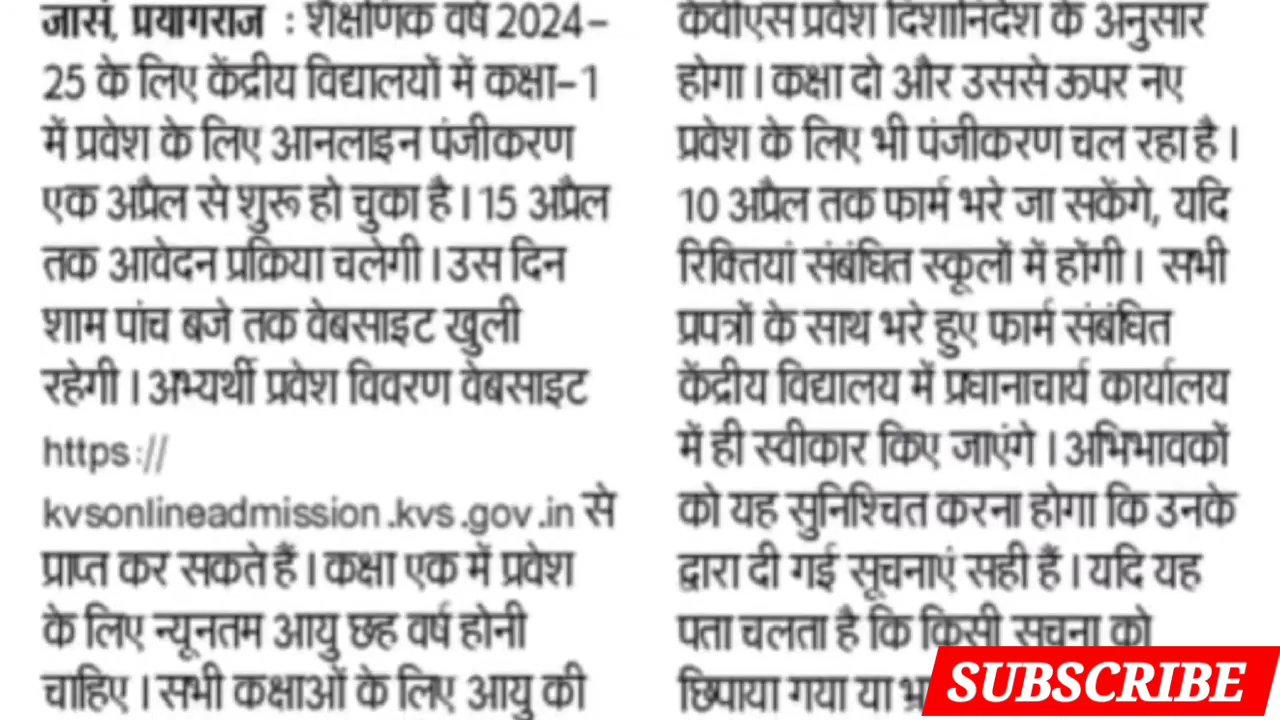 जासं, प्रयागराज : शैक्षणिक वर्ष 2024-
25 के लिए केंद्रीय विद्यालयों में कक्षा-1
में प्रवेश के लिए आनलाइन पंजीकरण
एक अप्रैल से शुरू हो चुका है। 15 अप्रैल
तक आवेदन प्रक्रिया चलेगी। उस दिन
शाम पांच बजे तक वेबसाइट खुली
रहेगी। अभ्यर्थी प्रवेश विवरण वेबसाइट
https://
kvsonlineadmission.kvs.gov.in से
प्राप्त कर सकते हैं। कक्षा एक में प्रवेश
के लिए न्यूनतम आयु छह वर्ष होनी
चाहिए। सभी कक्षाओं के लिए आयु की
केवीएस प्रवेश दिशानिर्देश के अनुसार
होगा। कक्षा दो और उससे ऊपर नए
प्रवेश के लिए भी पंजीकरण चल रहा है।
10 अप्रैल तक फार्म भरे जा सकेंगे, यदि
रिक्तियां संबंधित स्कूलों में होंगी। सभी
प्रपत्रों के साथ भरे हुए फार्म संबंधित
केंद्रीय विद्यालय में प्रधानाचार्य कार्यालय
में ही स्वीकार किए जाएंगे। अभिभावकों
को यह सुनिश्चित करना होगा कि उनके
द्वारा दी गई सूचनाएं सही हैं। यदि यह
पता चलता है कि किसी सूचना को
छिपाया गया या
SUBSCRIBE